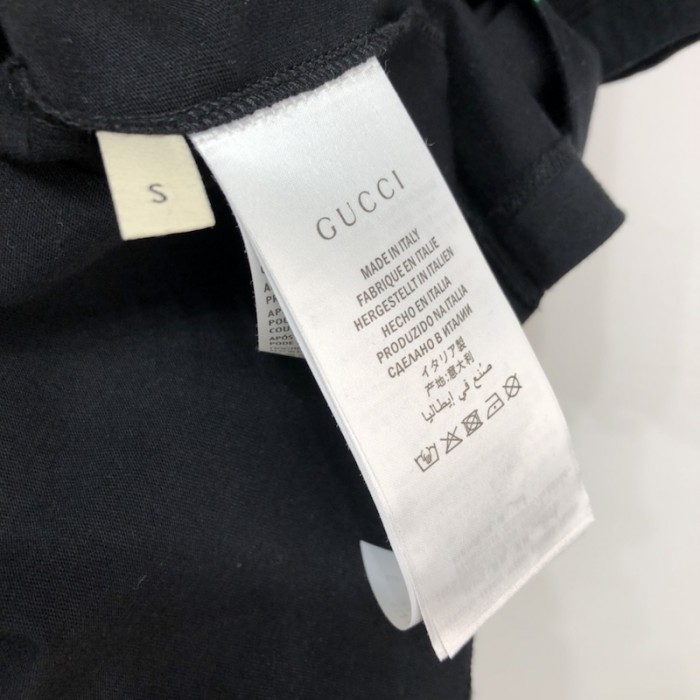 S
GUCCI
MADE IN ITALY
FABRIQUE EN ITALIE
HERGESTELLT IN ITALIEN
HECHO EN ITALIA
PRODUZIDO NA ITALIA
СДЕЛАНО В ИТАЛИИ
イタリア製
产地:意大利
صنع في إيطاليا